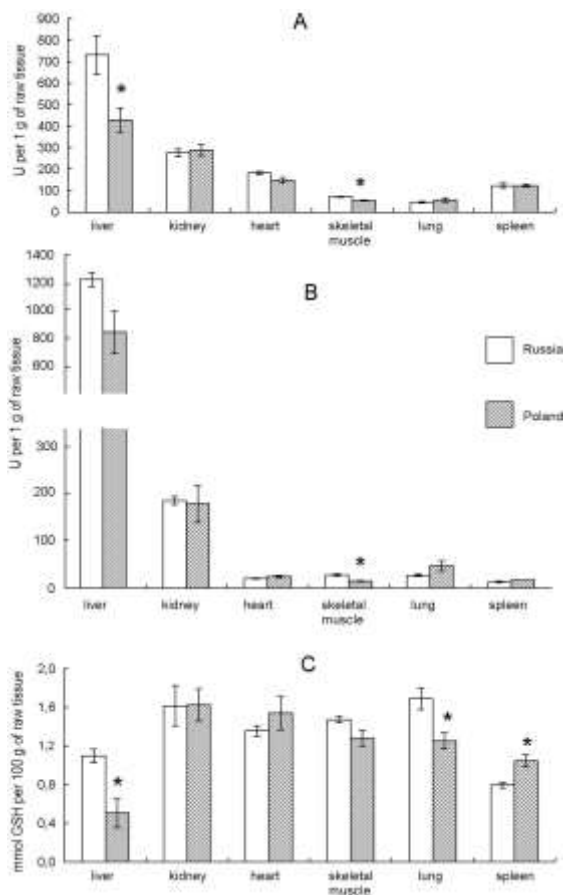 A
U per 1 g of raw tissue
900
800
700
600
500
400
300
200
100
0
*
*
liver kidney heart skeletal muscle lung spleen
B
U per 1 g of raw tissue
1400
1200
1000
800
600
300
200
100
0
*
Russia
Poland
liver kidney heart skeletal muscle lung spleen
C
mmol GSH per 100 g of raw tissue
2,0
1,6
1,2
0,8
0,4
0,0
*
*
*
liver kidney heart skeletal muscle lung spleen